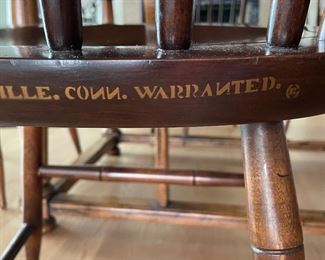 ILLE. CONN. WARRANTED. ®